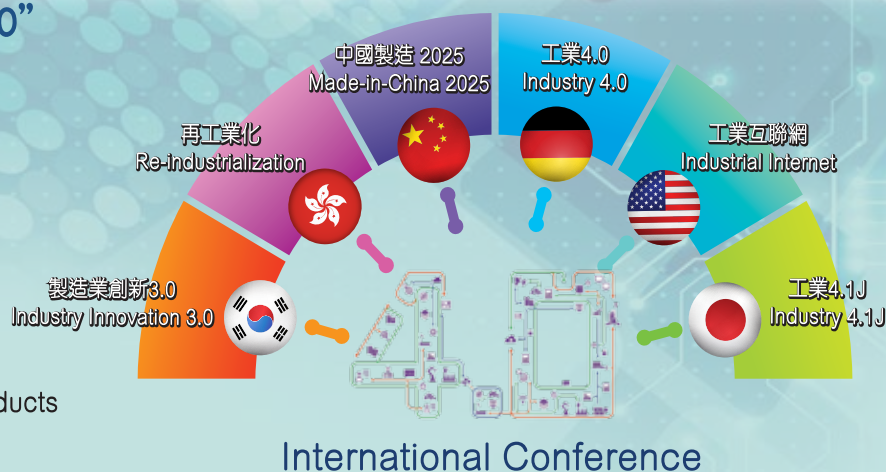 0”
中國製造 2025
Made-in-China 2025
工業4.0
Industry 4.0
再工業化
Re-industrialization
工業互聯網
Industrial Internet
製造業創新3.0
Industry Innovation 3.0
工業4.1J
Industry 4.1J
4.0
ducts
International Conference